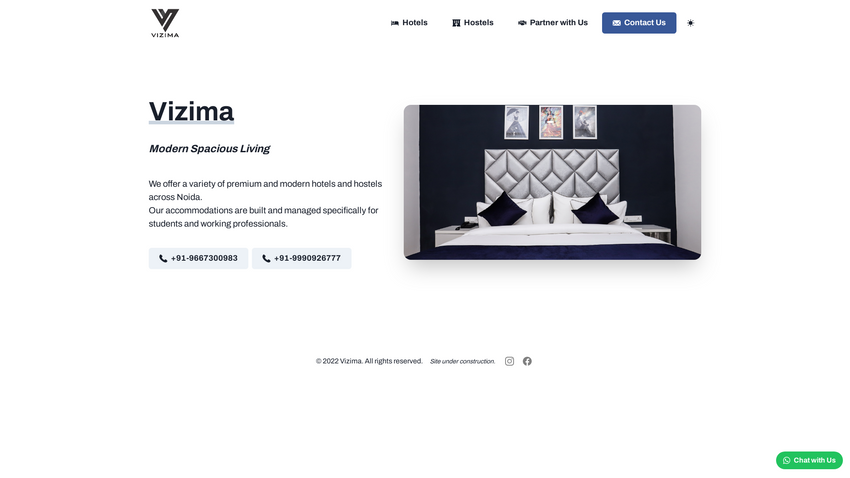 VIZIMA
Hotels
Hostels
Partner with Us
Contact Us
Vizima
Modern Spacious Living
We offer a variety of premium and modern hotels and hostels
across Noida.
Our accommodations are built and managed specifically for
students and working professionals.
+91-9667300983
+91-9990926777
© 2022 Vizima. All rights reserved.
Site under construction.
Chat with Us